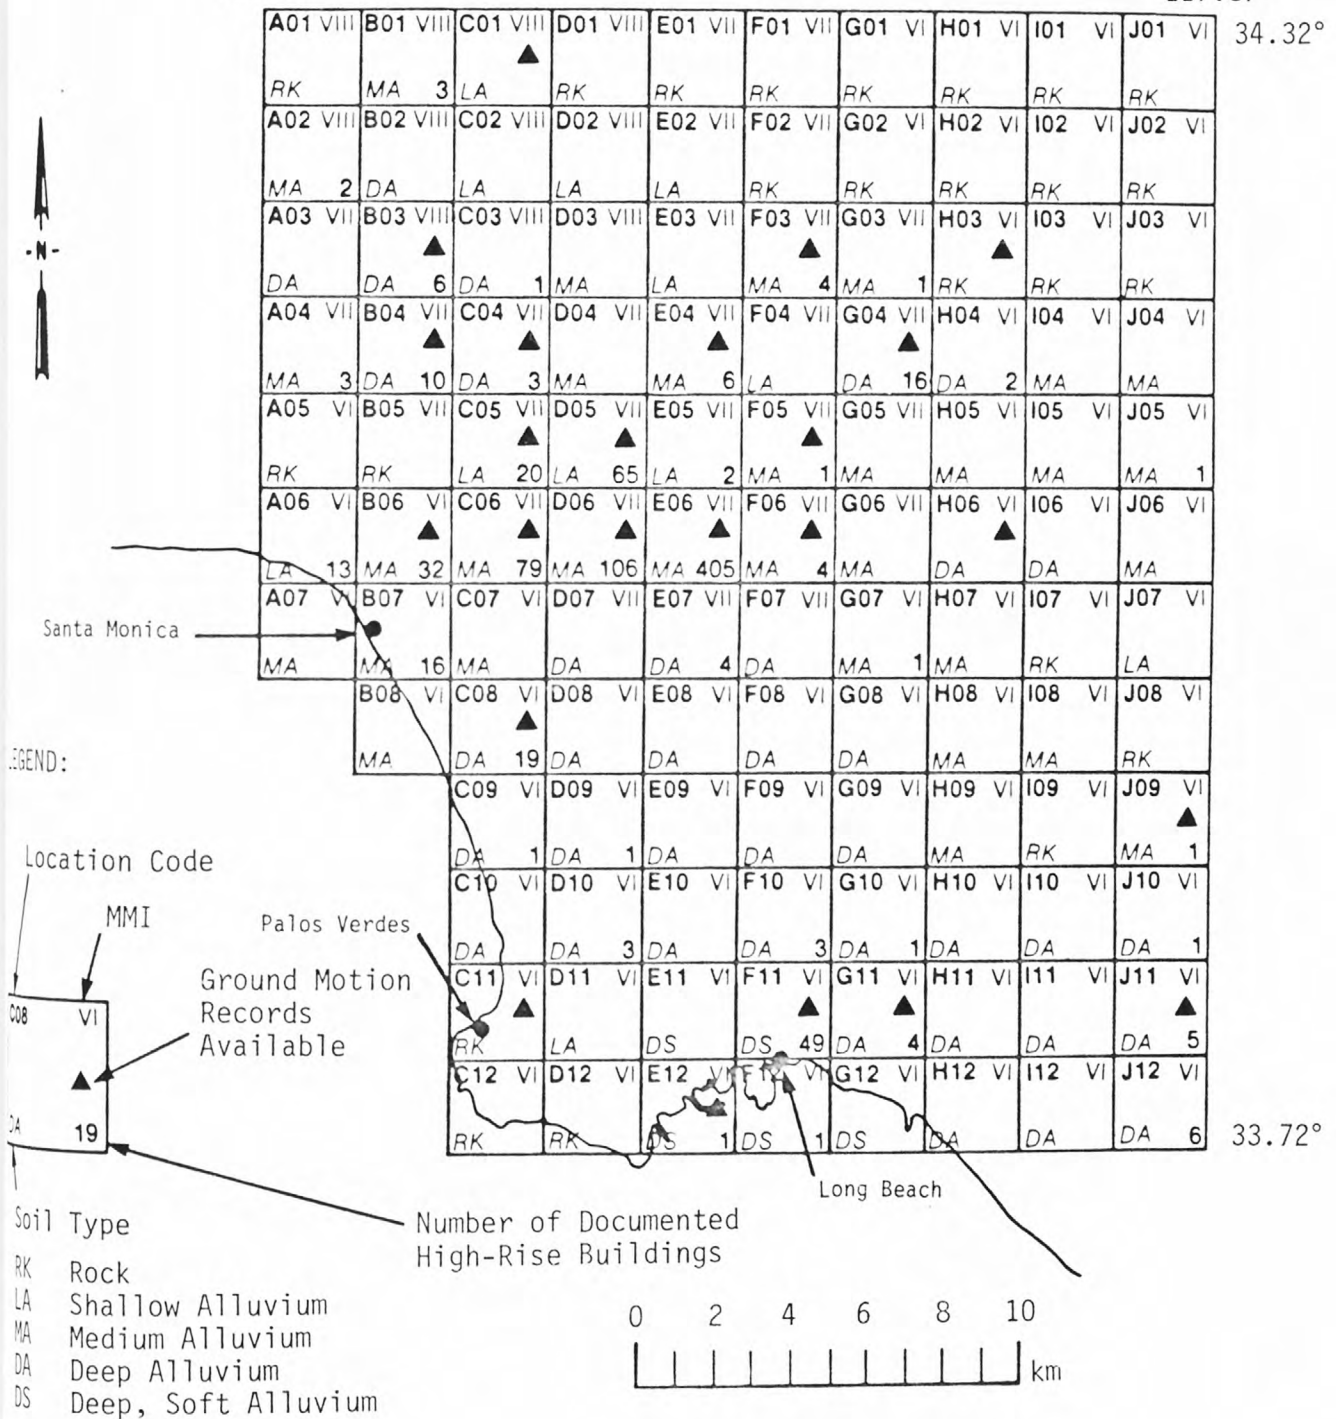 A01 VIII B01 VIII C01 VIII D01 VIII E01 VII F01 VII G01 VI H01 VI I01 VI J01 VI 34.32°
RK MA 3 LA RK RK RK RK RK RK RK
A02 VIII B02 VIII C02 VIII D02 VIII E02 VII F02 VII G02 VI H02 VI I02 VI J02 VI
MA 2 DA LA LA LA RK RK RK RK RK
A03 VII B03 VIII C03 VIII D03 VIII E03 VII F03 VII G03 VII H03 VI I03 VI J03 VI
-N-
DA DA 6 DA 1 MA LA MA 4 MA 1 RK RK RK
A04 VII B04 VII C04 VII D04 VII E04 VII F04 VII G04 VII H04 VI I04 VI J04 VI
MA 3 DA 10 DA 3 MA MA 6 LA DA 16 DA 2 MA MA
A05 VI B05 VII C05 VII D05 VII E05 VII F05 VII G05 VII H05 VI I05 VI J05 VI
RK RK LA 20 LA 65 LA 2 MA 1 MA MA MA MA 1
A06 VI B06 VI C06 VII D06 VII E06 VII F06 VII G06 VII H06 VI I06 VI J06 VI
LA 13 MA 32 MA 79 MA 106 MA 405 MA 4 MA DA DA MA
A07 VI B07 VI C07 VI D07 VII E07 VII F07 VII G07 VI H07 VI I07 VI J07 VI
Santa Monica
MA MA 16 MA DA DA 4 DA MA 1 MA RK LA
B08 VI C08 VI D08 VI E08 VI F08 VI G08 VI H08 VI I08 VI J08 VI
MA DA 19 DA DA DA DA MA MA RK
EGEND:
C09 VI D09 VI E09 VI F09 VI G09 VI H09 VI I09 VI J09 VI
DA 1 DA 1 DA DA DA MA RK MA 1
C10 VI D10 VI E10 VI F10 VI G10 VI H10 VI I10 VI J10 VI
DA DA 3 DA DA 3 DA 1 DA DA DA 1
C11 VI D11 VI E11 VI F11 VI G11 VI H11 VI I11 VI J11 VI
RK LA DS DS 49 DA 4 DA DA DA 5
C12 VI D12 VI E12 VI F12 VI G12 VI H12 VI I12 VI J12 VI
RK RK DS 1 DS 1 DS DA DA DA 6 33.72°
Location Code
MMI
Palos Verdes
Ground Motion
Records
Available
C08 VI
DA 19
Long Beach
Soil Type
Number of Documented
High-Rise Buildings
RK Rock
LA Shallow Alluvium
MA Medium Alluvium
DA Deep Alluvium
DS Deep, Soft Alluvium
0 2 4 6 8 10
km